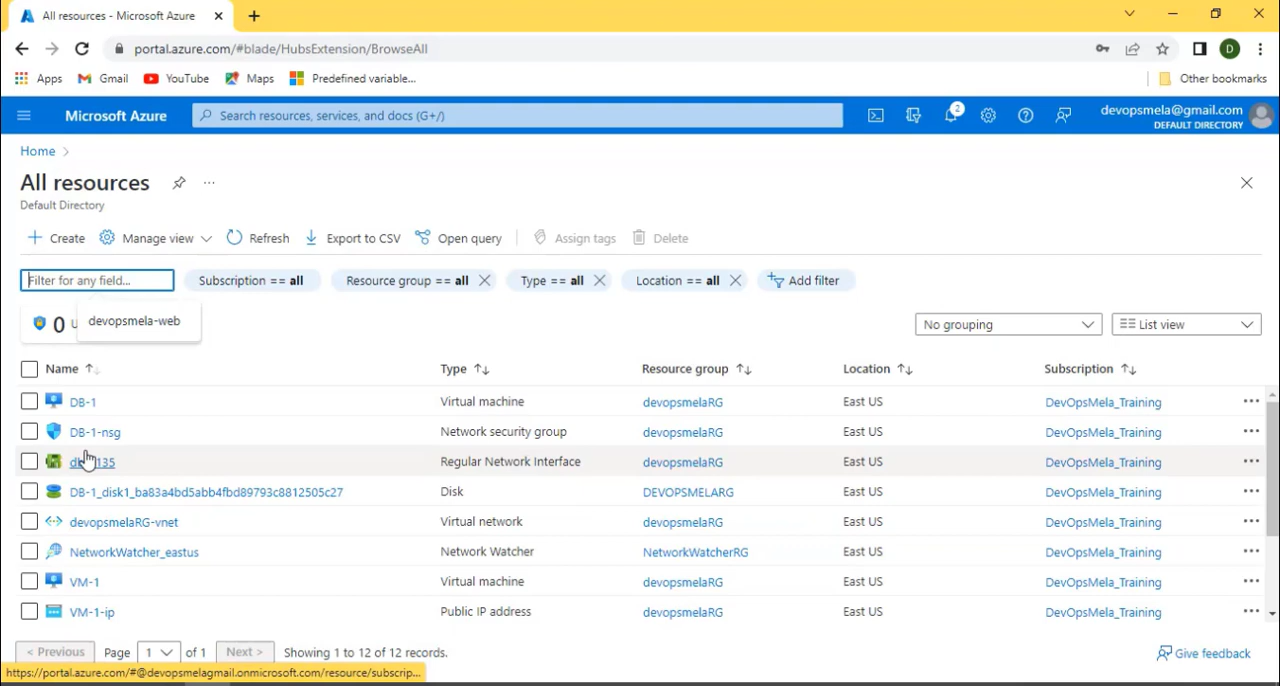 All resources - Microsoft Azure
portal.azure.com/#blade/HubsExtension/BrowseAll
D
Apps Gmail YouTube Maps Predefined variable... Other bookmarks
Microsoft Azure Search resources, services, and docs (G+/) 2 devopsmela@gmail.com
DEFAULT DIRECTORY
Home
All resources
Default Directory
Create Manage view Refresh Export to CSV Open query Assign tags Delete
Filter for any field... Subscription == all Resource group == all Type == all Location == all Add filter
0 U devopsmela-web No grouping List view
Name Type Resource group Location Subscription
DB-1 Virtual machine devopsmelaRG East US DevOpsMela_Training
DB-1-nsg Network security group devopsmelaRG East US DevOpsMela_Training
135 Regular Network Interface devopsmelaRG East US DevOpsMela_Training
DB-1_disk1_ba83a4bd5abb4fbd89793c8812505c27 Disk DEVOPSMELARG East US DevOpsMela_Training
devopsmelaRG-vnet Virtual network devopsmelaRG East US DevOpsMela_Training
NetworkWatcher_eastus Network Watcher NetworkWatcherRG East US DevOpsMela_Training
VM-1 Virtual machine devopsmelaRG East US DevOpsMela_Training
VM-1-ip Public IP address devopsmelaRG East US DevOpsMela_Training
< Previous Page 1 of 1 Next > Showing 1 to 12 of 12 records. Give feedback
https://portal.azure.com/#@devopsmelagmail.onmicrosoft.com/resource/subscrip...